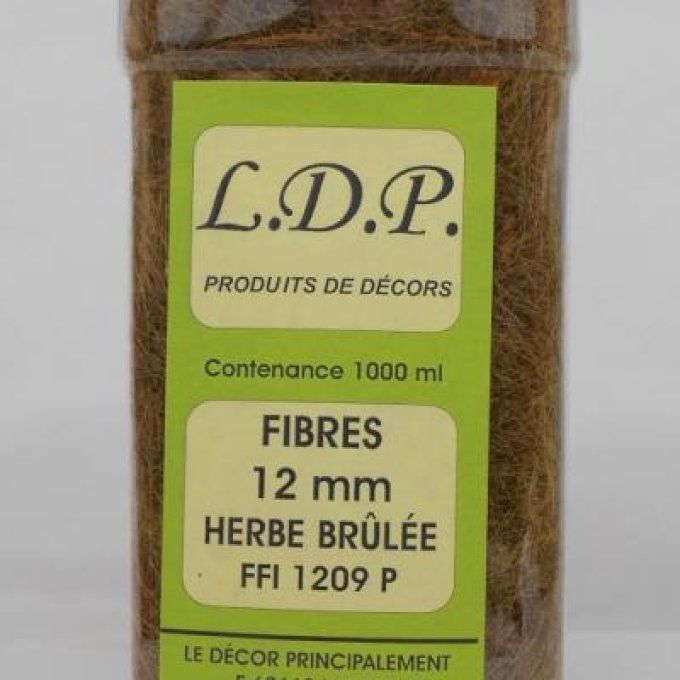 L.D.P.
PRODUITS DE DÉCORS
Contenance 1000 ml
FIBRES
12 mm
HERBE BRÛLÉE
FFI 1209 P
LE DÉCOR PRINCIPALEMENT